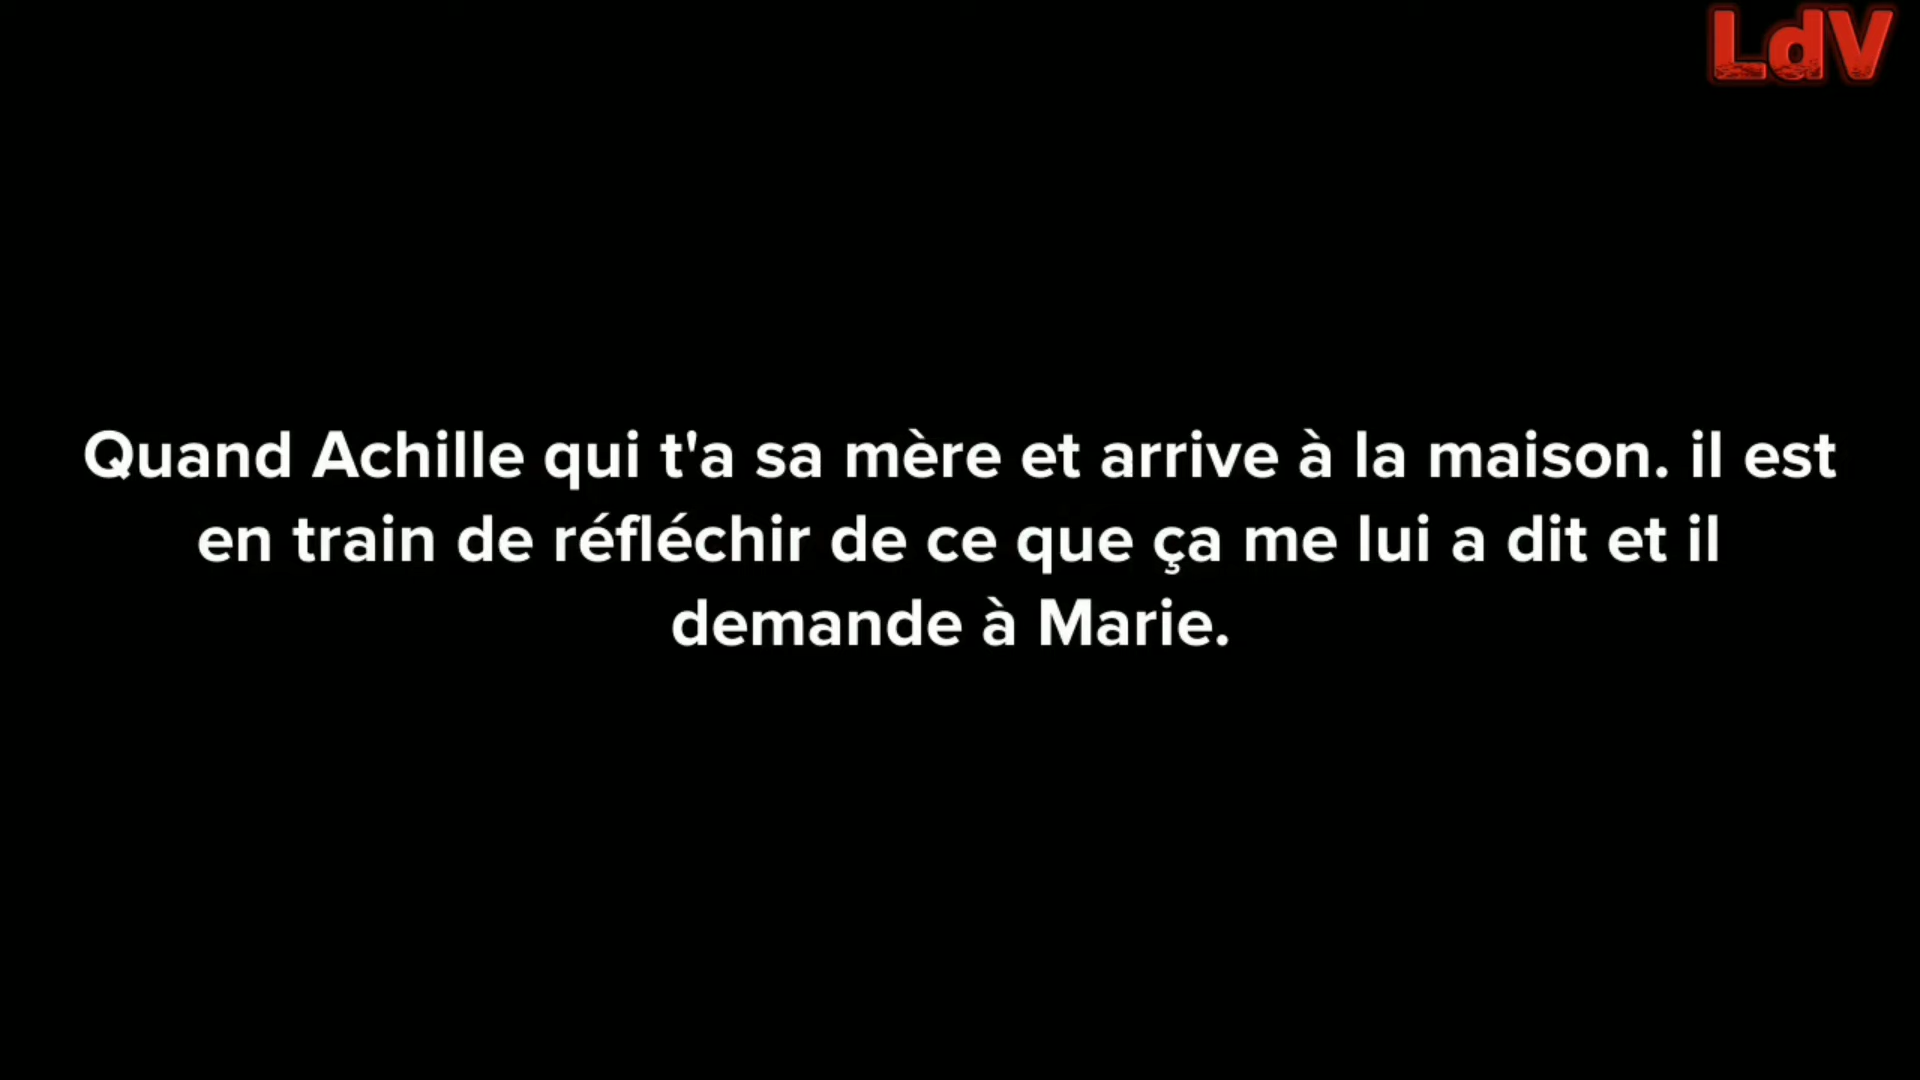 LdV
Quand Achille qui t'a sa mère et arrive à la maison. il est
en train de réfléchir de ce que ça me lui a dit et il
demande à Marie.